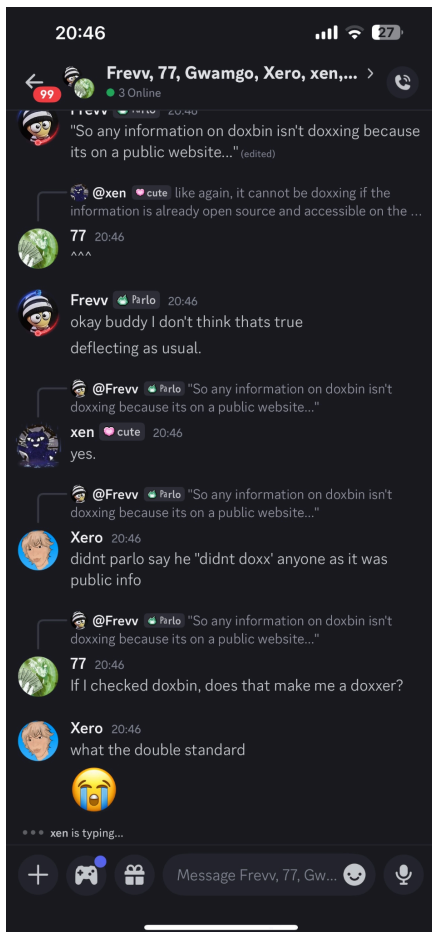 20:46
27
99
Frevv, 77, Gwamgo, Xero, xen,... >
3 Online
Frevv Parlo 20:46
"So any information on doxbin isn't doxxing because
its on a public website..." (edited)
@xen cute like again, it cannot be doxxing if the
information is already open source and accessible on the ...
77 20:46
^^^
Frevv Parlo 20:46
okay buddy I don't think thats true
deflecting as usual.
@Frevv Parlo "So any information on doxbin isn't
doxxing because its on a public website..."
xen cute 20:46
yes.
@Frevv Parlo "So any information on doxbin isn't
doxxing because its on a public website..."
Xero 20:46
didnt parlo say he "didnt doxx' anyone as it was
public info
@Frevv Parlo "So any information on doxbin isn't
doxxing because its on a public website..."
77 20:46
If I checked doxbin, does that make me a doxxer?
Xero 20:46
what the double standard
xen is typing...
Message Frevv, 77, Gw...